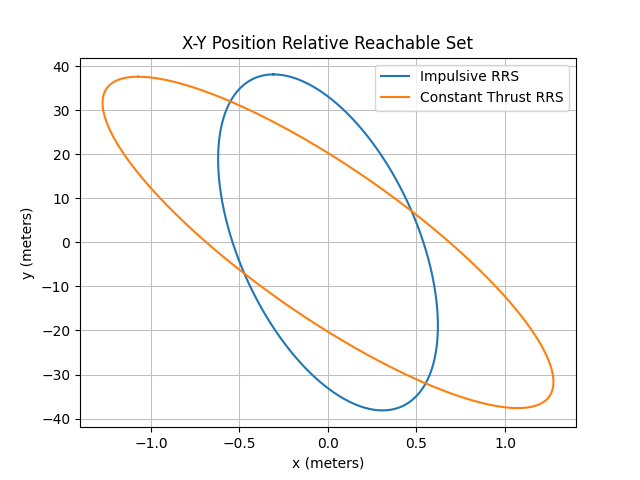 X-Y Position Relative Reachable Set
Impulsive RRS
Constant Thrust RRS
40
30
20
10
0
−10
−20
−30
−40
y (meters)
−1.0
−0.5
0.0
0.5
1.0
x (meters)